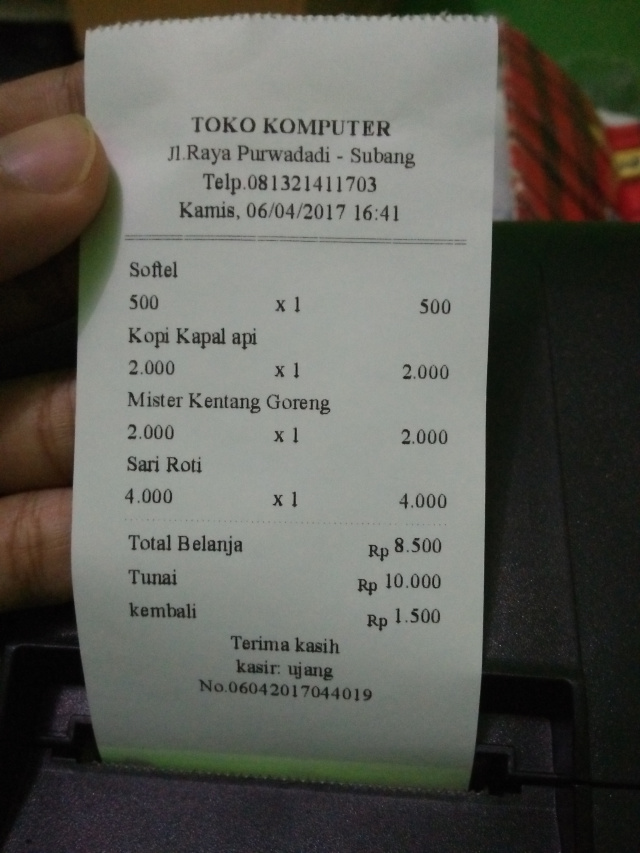 TOKO KOMPUTER
Jl.Raya Purwadadi - Subang
Telp.081321411703
Kamis, 06/04/2017 16:41
Softel
500 x 1 500
Kopi Kapal api
2.000 x 1 2.000
Mister Kentang Goreng
2.000 x 1 2.000
Sari Roti
4.000 x 1 4.000
Total Belanja Rp 8.500
Tunai Rp 10.000
kembali Rp 1.500
Terima kasih
kasir: ujang
No.06042017044019